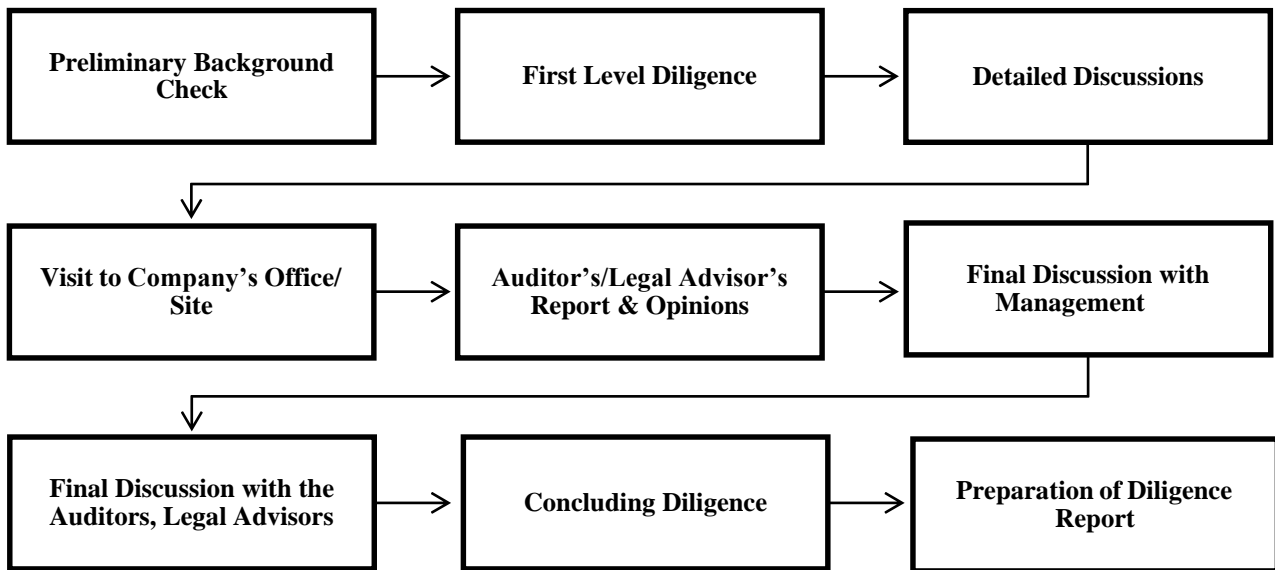 Preliminary Background
Check
First Level Diligence
Detailed Discussions
Visit to Company’s Office/
Site
Auditor’s/Legal Advisor’s
Report & Opinions
Final Discussion with
Management
Final Discussion with the
Auditors, Legal Advisors
Concluding Diligence
Preparation of Diligence
Report